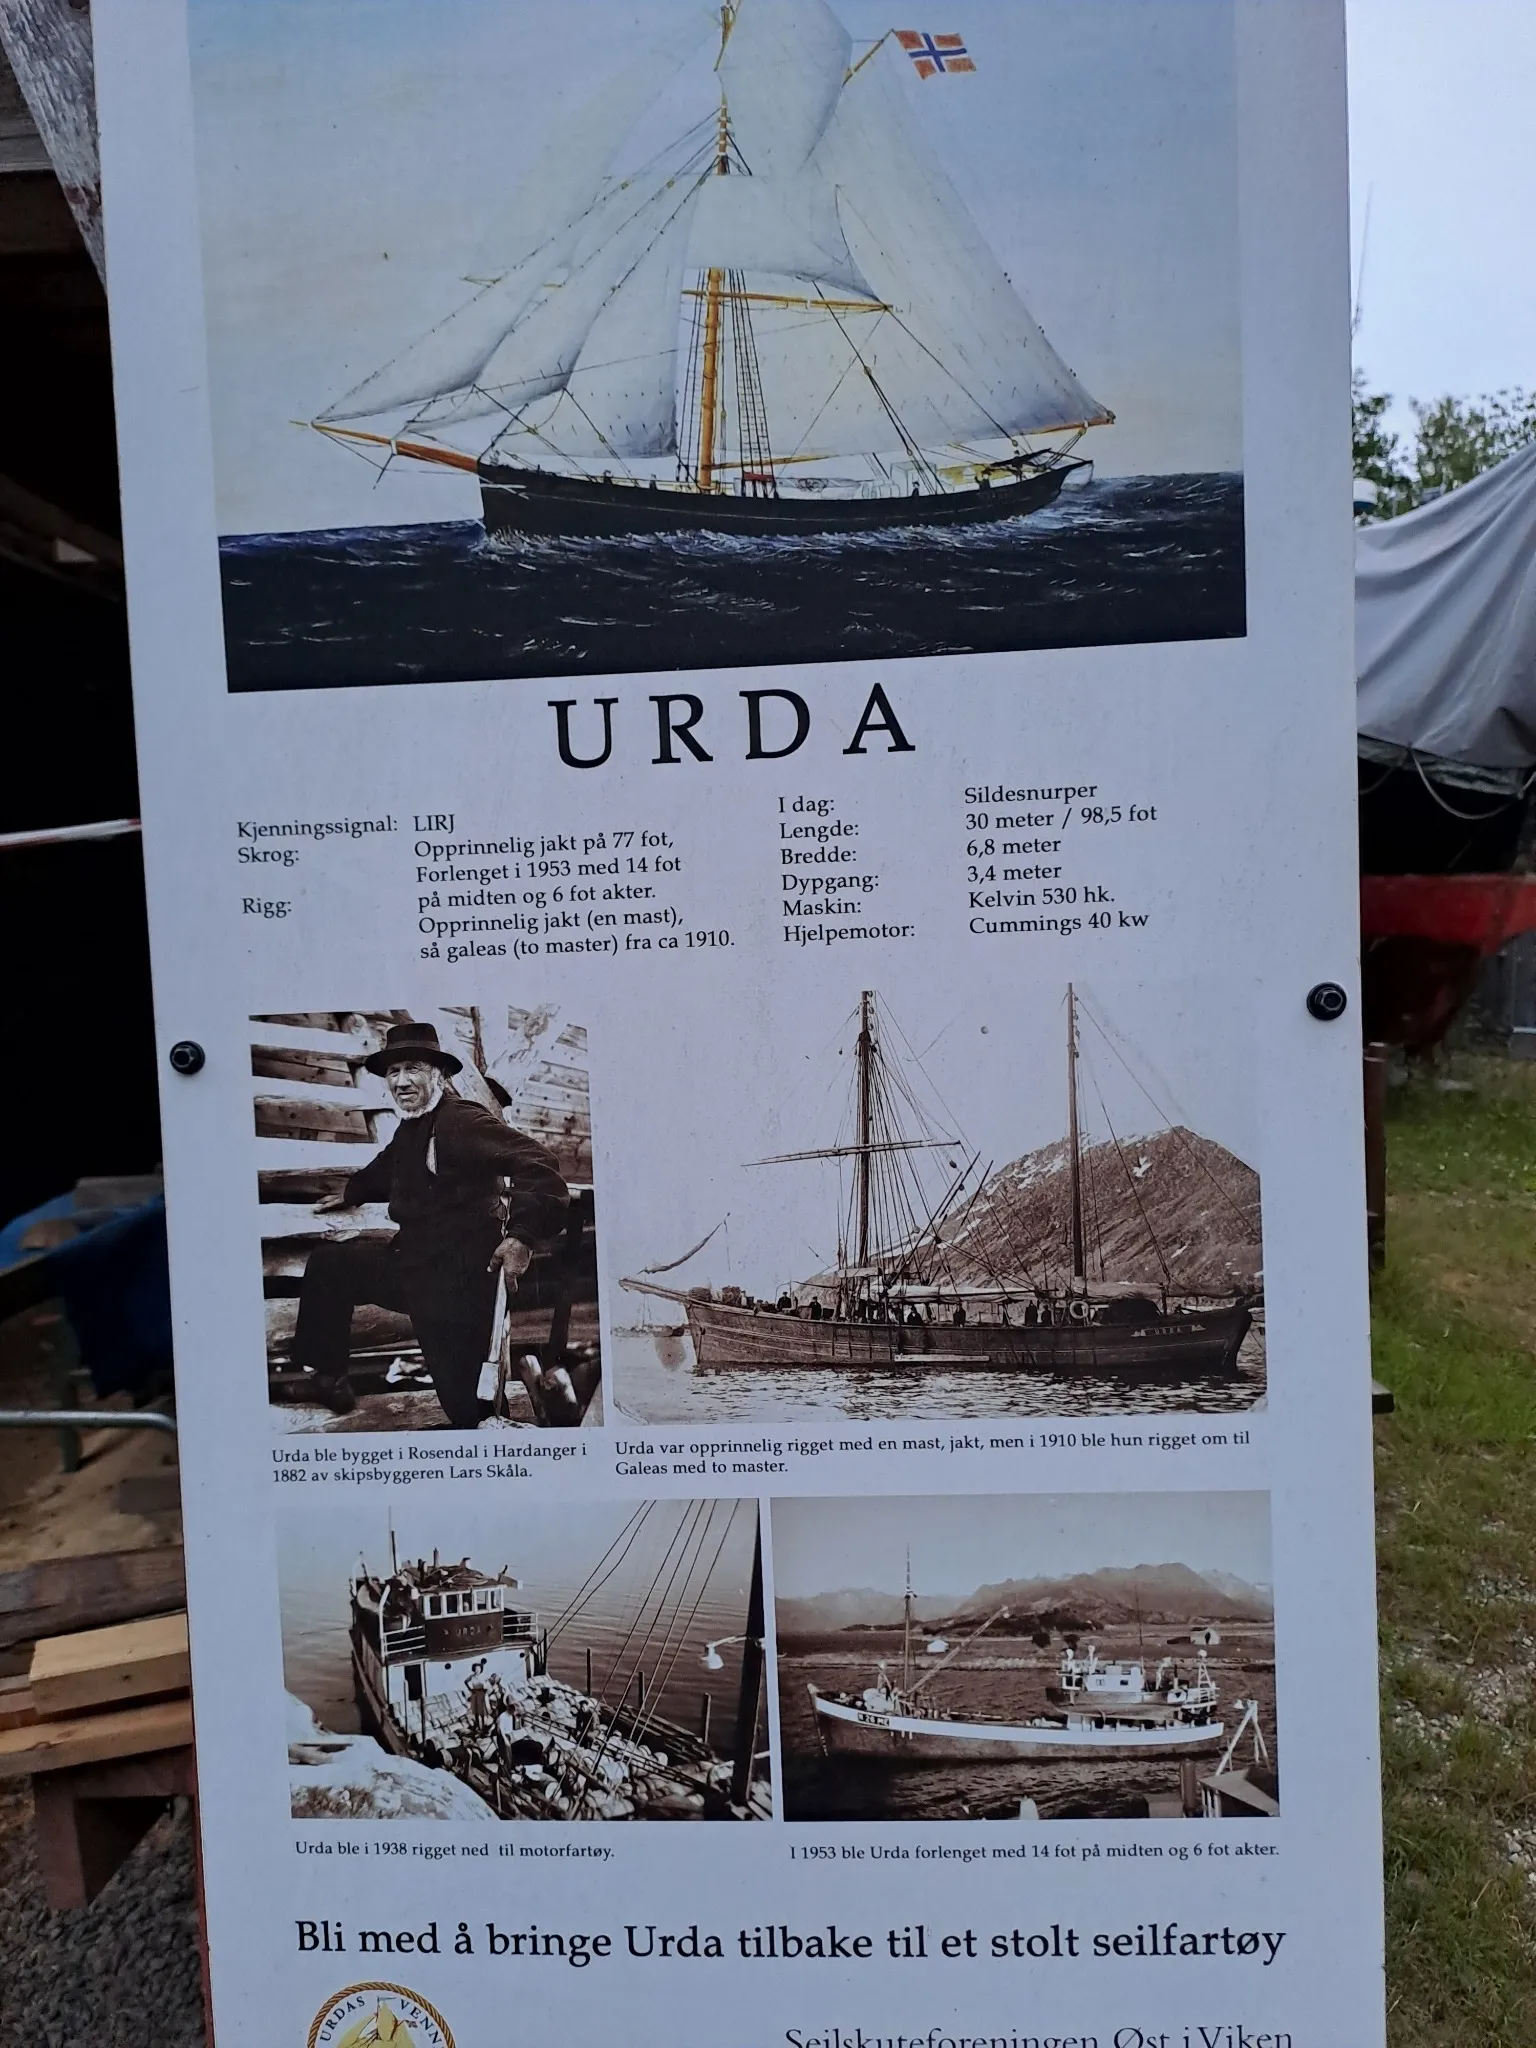 URDA
Kjenningssignal: LIRJ
Skrog: Opprinnelig jakt på 77 fot,
Forlenget i 1953 med 14 fot
på midten og 6 fot akter.
Rigg: Opprinnelig jakt (en mast),
så galeas (to master) fra ca 1910.
I dag: Sildesnurper
Lengde: 30 meter / 98,5 fot
Bredde: 6,8 meter
Dypgang: 3,4 meter
Maskin: Kelvin 530 hk.
Hjelpemotor: Cummings 40 kw
URDA
Urda ble bygget i Rosendal i Hardanger i
1882 av skipsbyggeren Lars Skåla.
Urda var opprinnelig rigget med en mast, jakt, men i 1910 ble hun rigget om til
Galeas med to master.
URDA
Urda ble i 1938 rigget ned til motorfartøy.
I 1953 ble Urda forlenget med 14 fot på midten og 6 fot akter.
Bli med å bringe Urda tilbake til et stolt seilfartøy
URDAS VENN
Seilskuteforeningen Øst i Viken